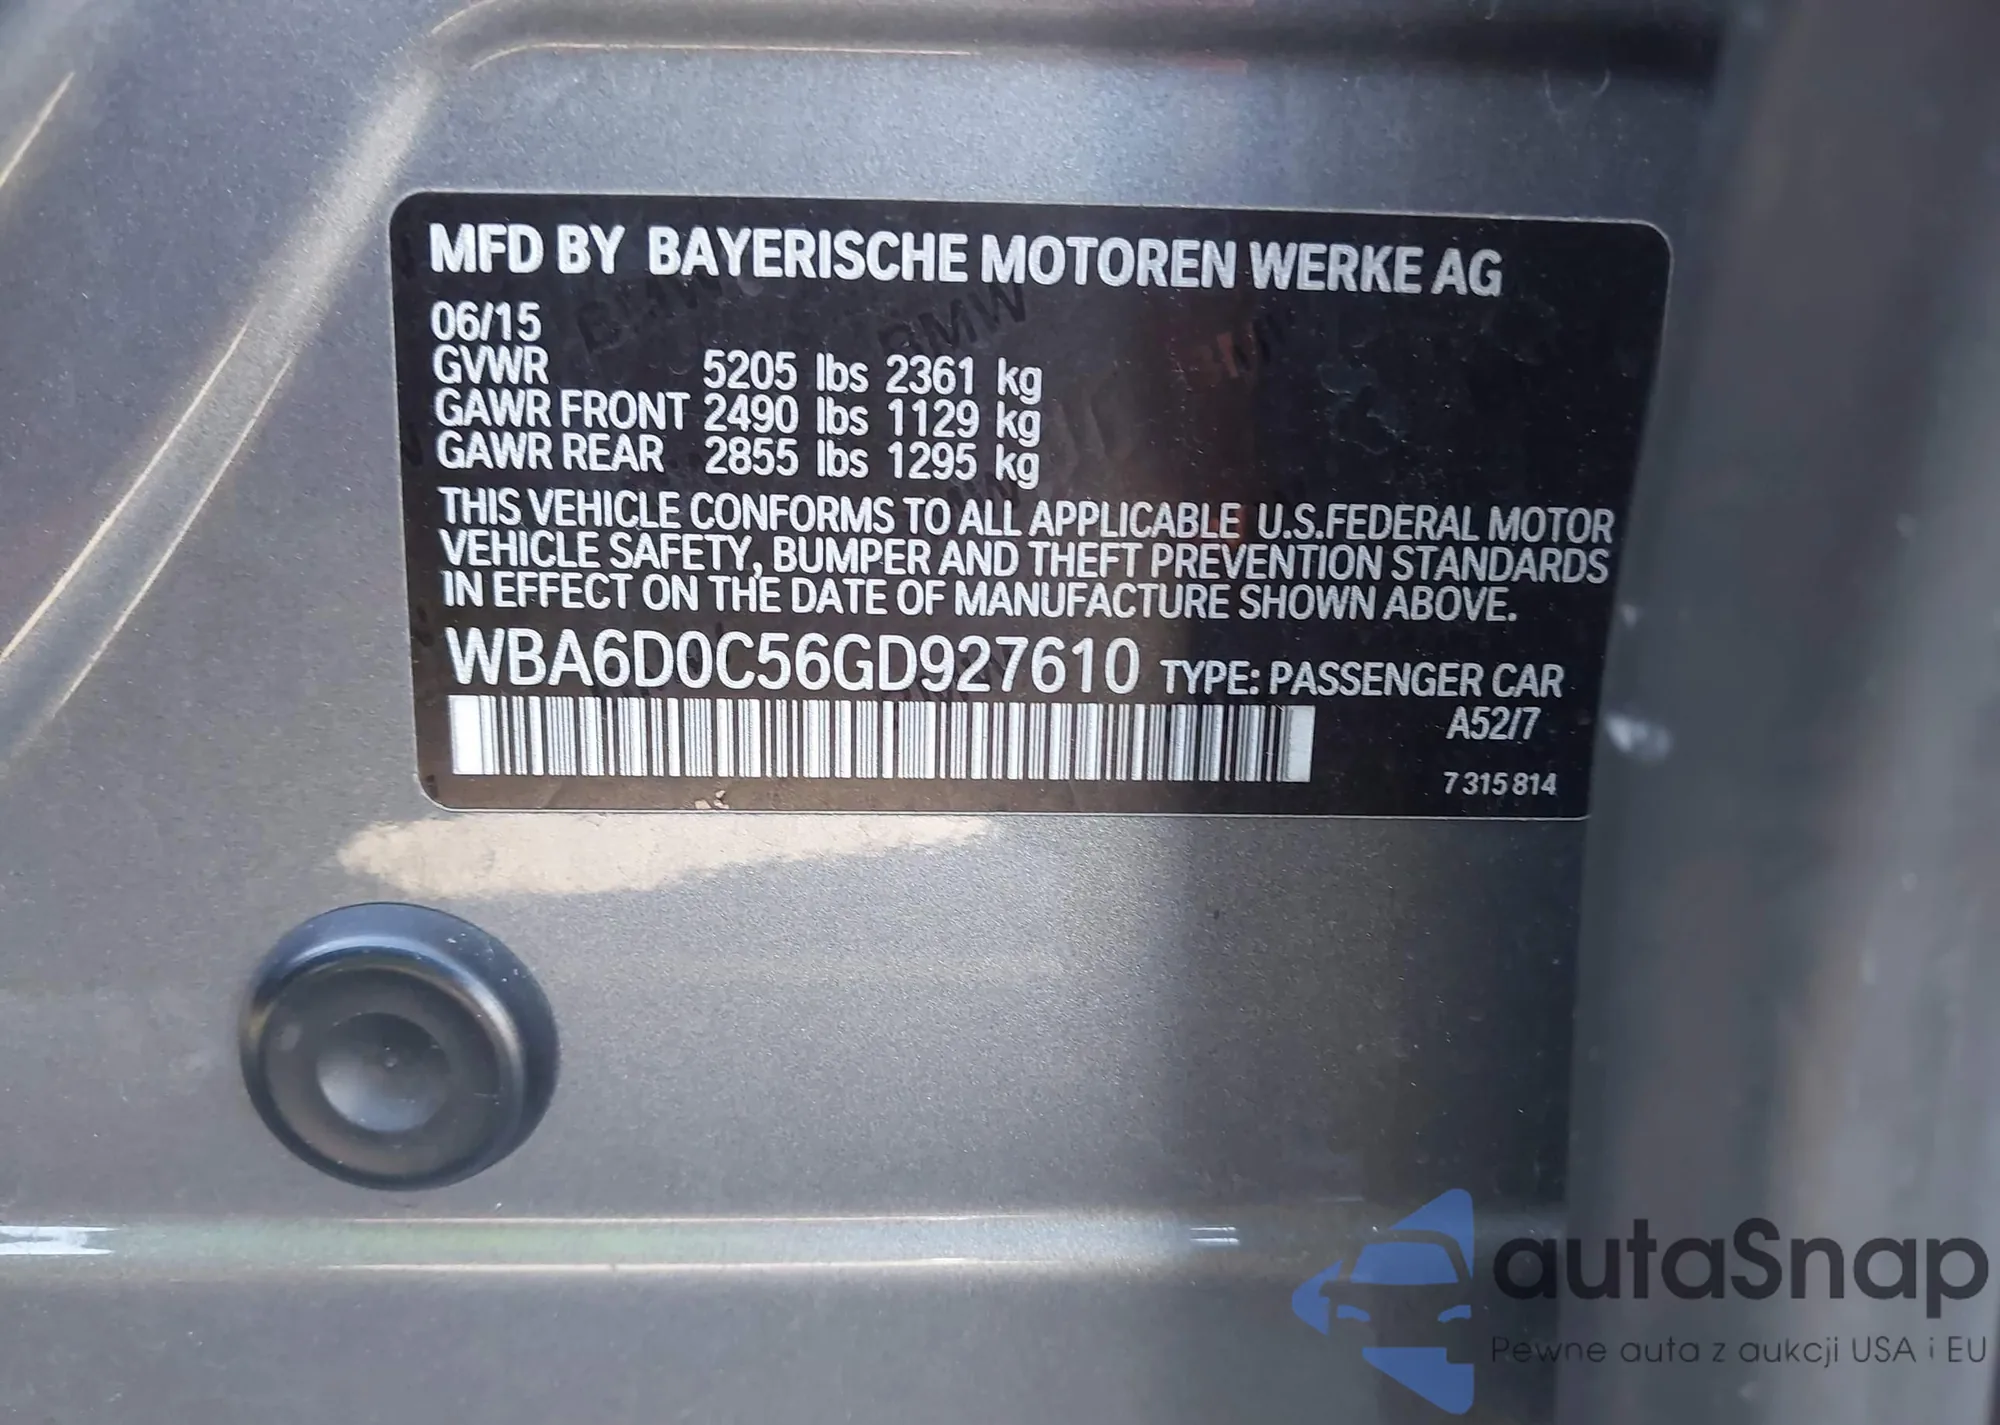 MFD BY BAYERISCHE MOTOREN WERKE AG
06/15
GVWR 5205 lbs 2361 kg
GAWR FRONT 2490 lbs 1129 kg
GAWR REAR 2855 lbs 1295 kg
THIS VEHICLE CONFORMS TO ALL APPLICABLE U.S.FEDERAL MOTOR
VEHICLE SAFETY, BUMPER AND THEFT PREVENTION STANDARDS
IN EFFECT ON THE DATE OF MANUFACTURE SHOWN ABOVE.
WBA6D0C56GD927610 TYPE: PASSENGER CAR
A52/7
7 315 814
autoSnap
Pewne auta z aukcji USA i EU